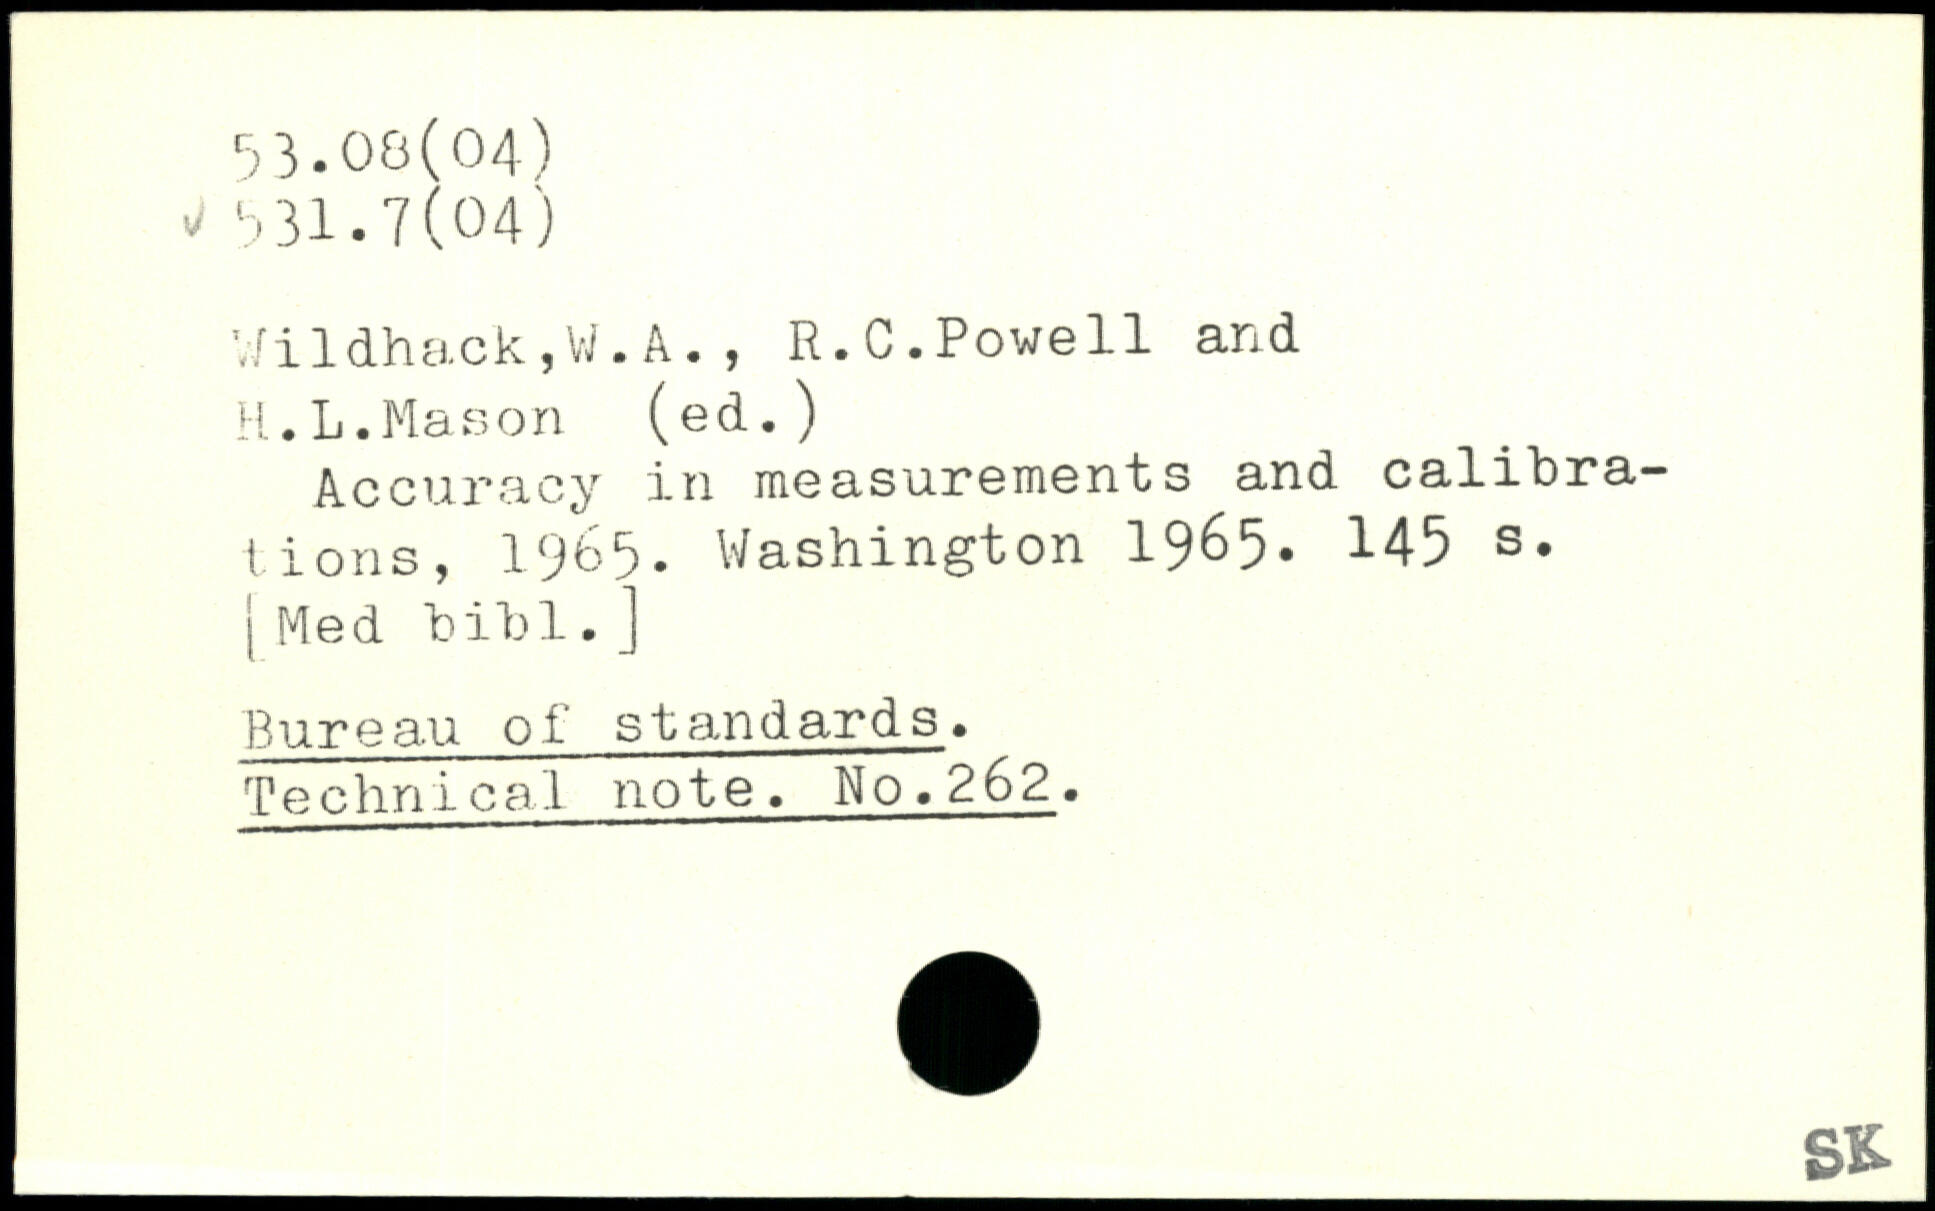 53.08(04)
✓ 531.7(04)
Wildhack,W.A., R.C.Powell and
H.L.Mason (ed.)
Accuracy in measurements and calibra-
tions, 1965. Washington 1965. 145 s.
[Med bibl.]
Bureau of standards.
Technical note. No.262.
SK